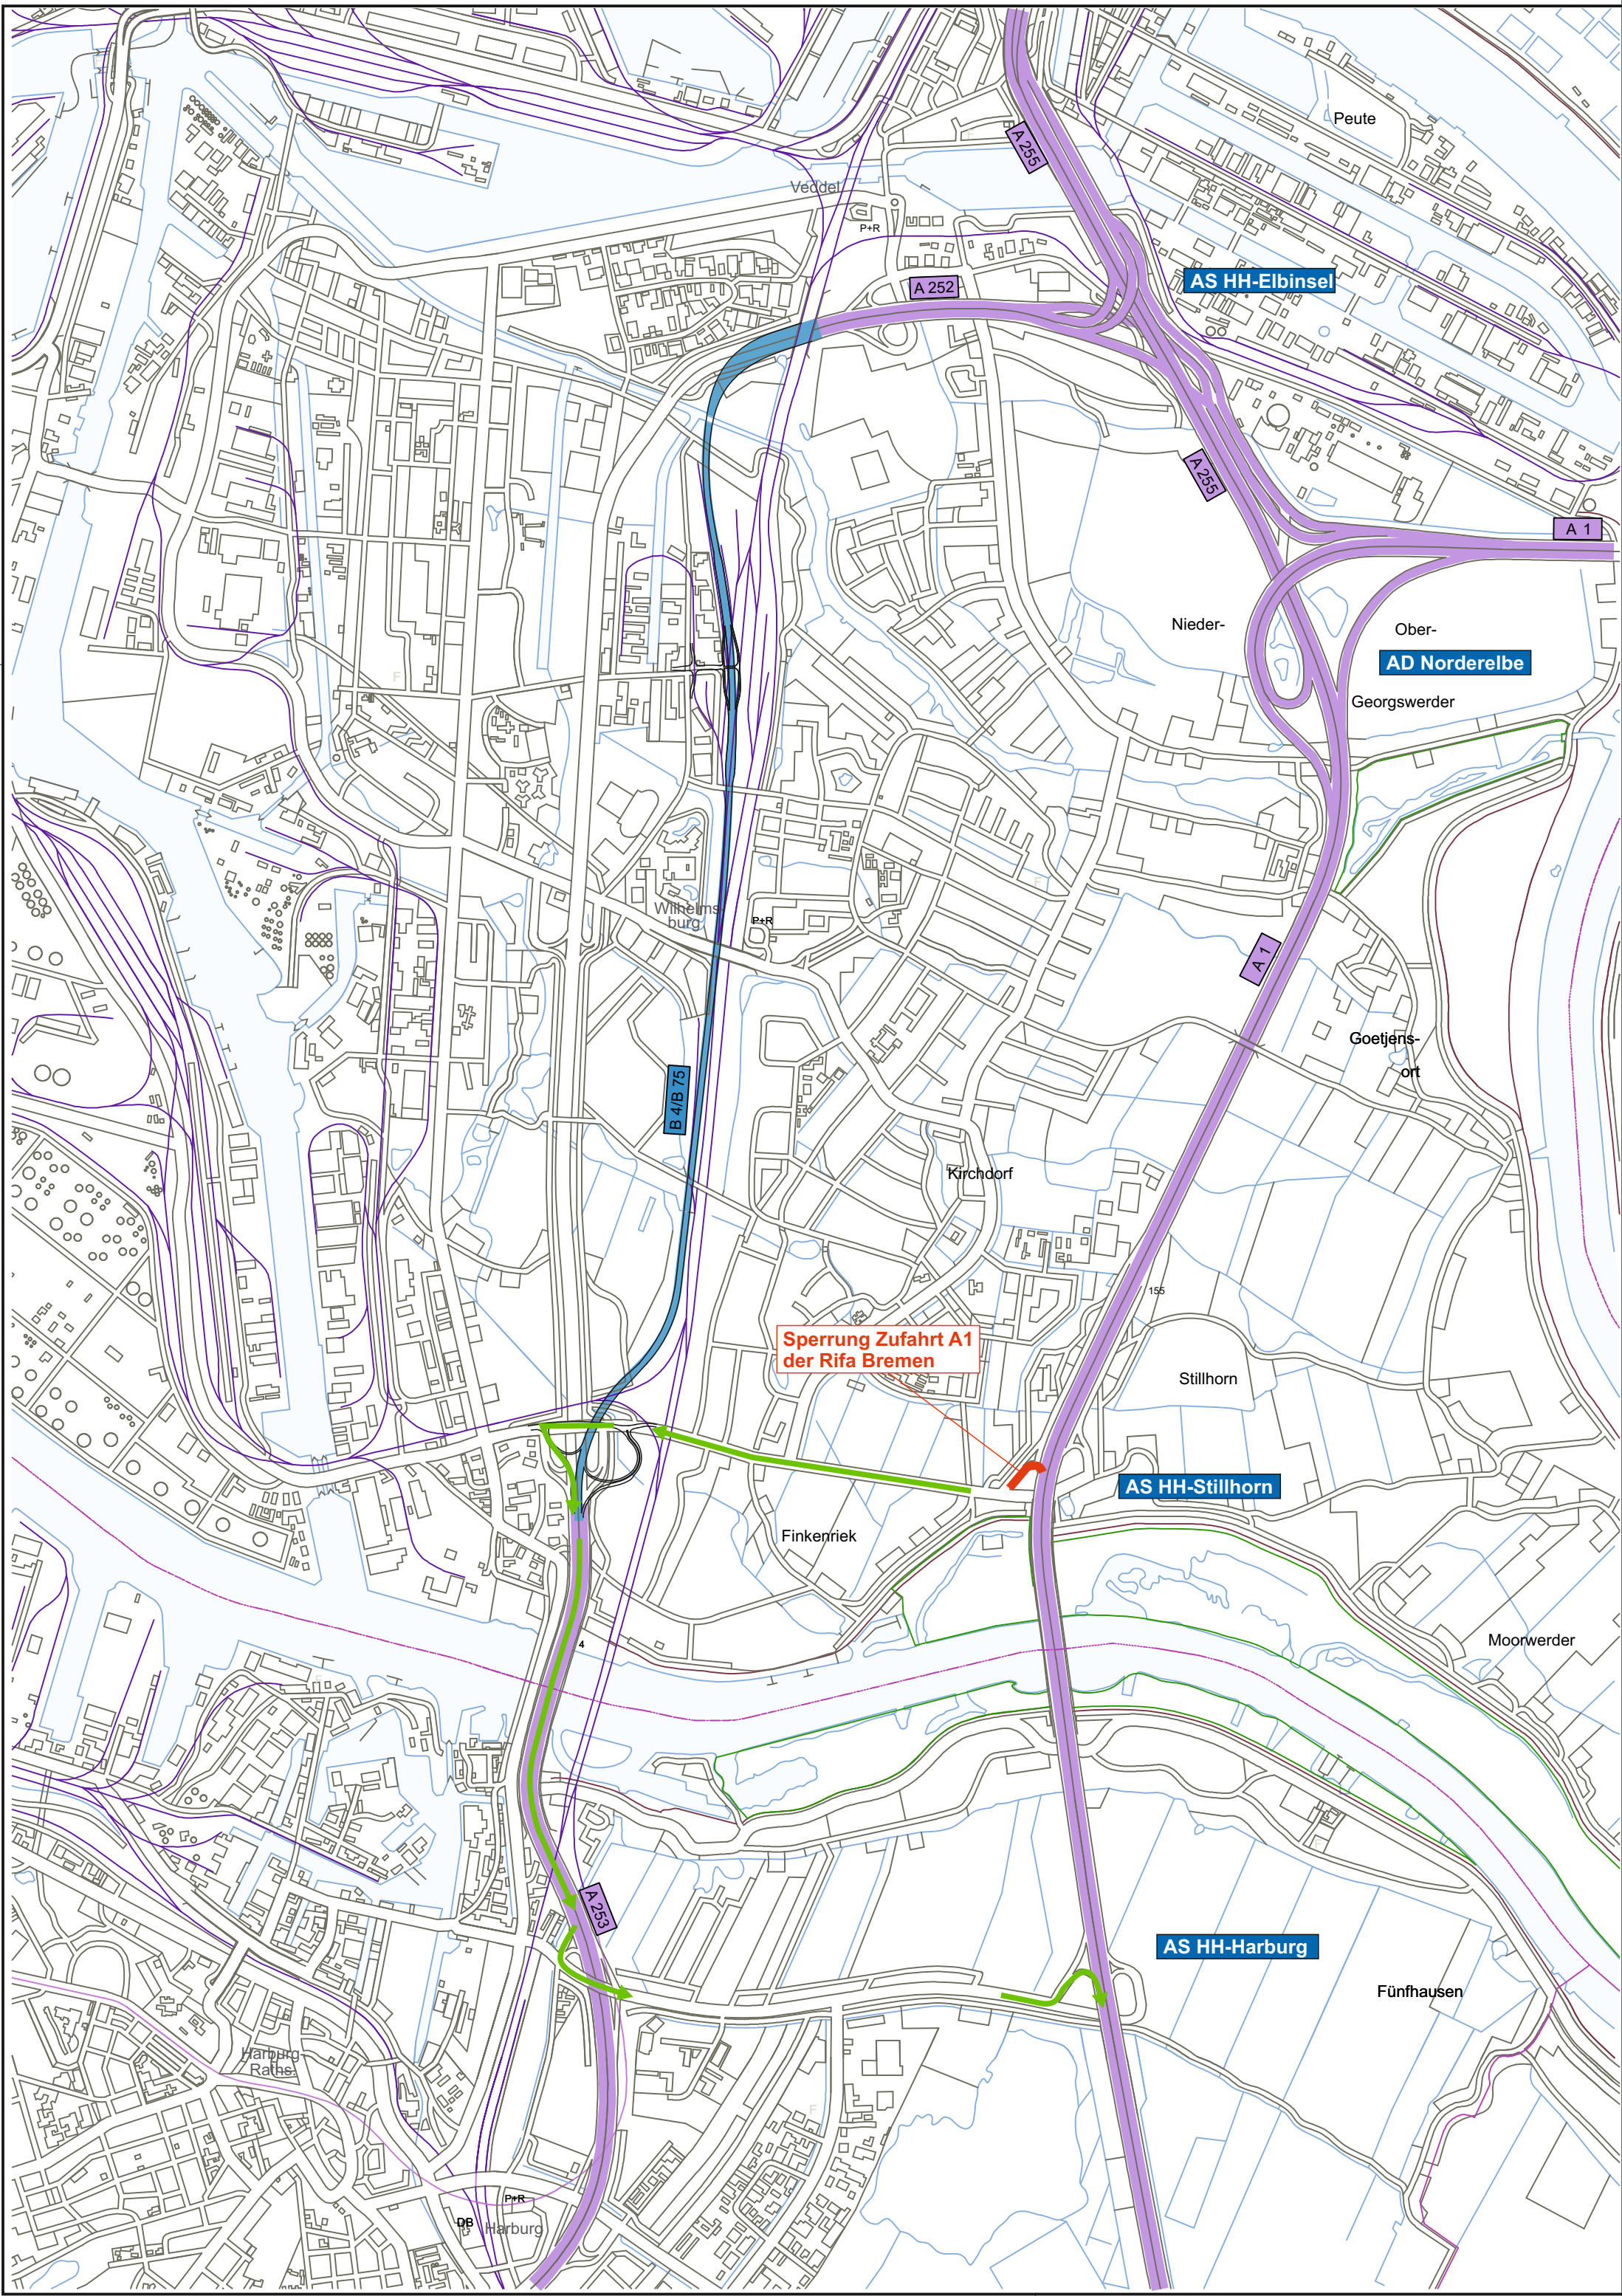 Peute
A 255
Veddel
P+R
AS HH-Elbinsel
A 252
A 255
A 1
Nieder-
Ober-
AD Norderelbe
Georgswerder
F
F
Wilhelms-
burg
P+R
A 1
Goetjens-
ort
B 4/B 75
Kirchdorf
155
Sperrung Zufahrt A1
der Rifa Bremen
Stillhorn
AS HH-Stillhorn
Finkenriek
4
Moorwerder
A 253
AS HH-Harburg
Fünfhausen
Harburg-
Raths.
F
P+R
DB
Harburg